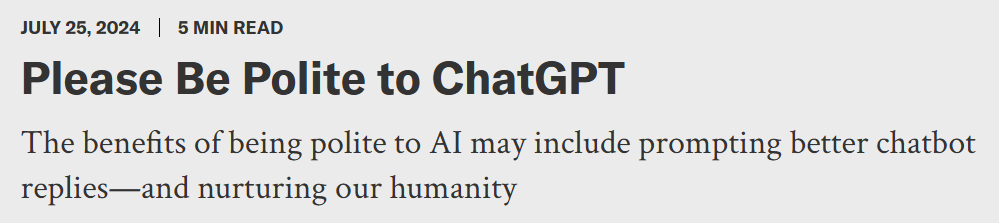 JULY 25, 2024 | 5 MIN READ
Please Be Polite to ChatGPT
The benefits of being polite to AI may include prompting better chatbot
replies—and nurturing our humanity